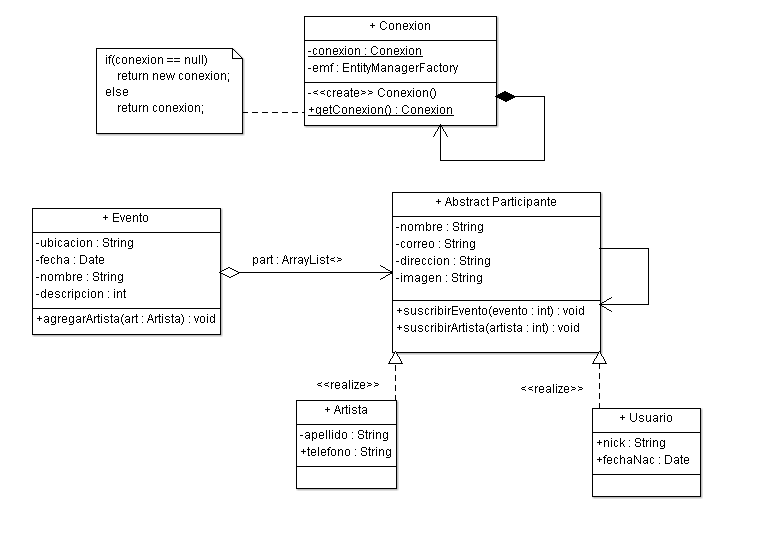 + Conexion
-conexion : Conexion
-emf : EntityManagerFactory
-<<create>> Conexion()
+getConexion() : Conexion
if(conexion == null)
return new conexion;
else
return conexion;
+ Evento
-ubicacion : String
-fecha : Date
-nombre : String
-descripcion : int
+agregarArtista(art : Artista) : void
part : ArrayList<>
+ Abstract Participante
-nombre : String
-correo : String
-direccion : String
-imagen : String
+suscribirEvento(evento : int) : void
+suscribirArtista(artista : int) : void
<<realize>>
<<realize>>
+ Artista
-apellido : String
+telefono : String
+ Usuario
+nick : String
+fechaNac : Date